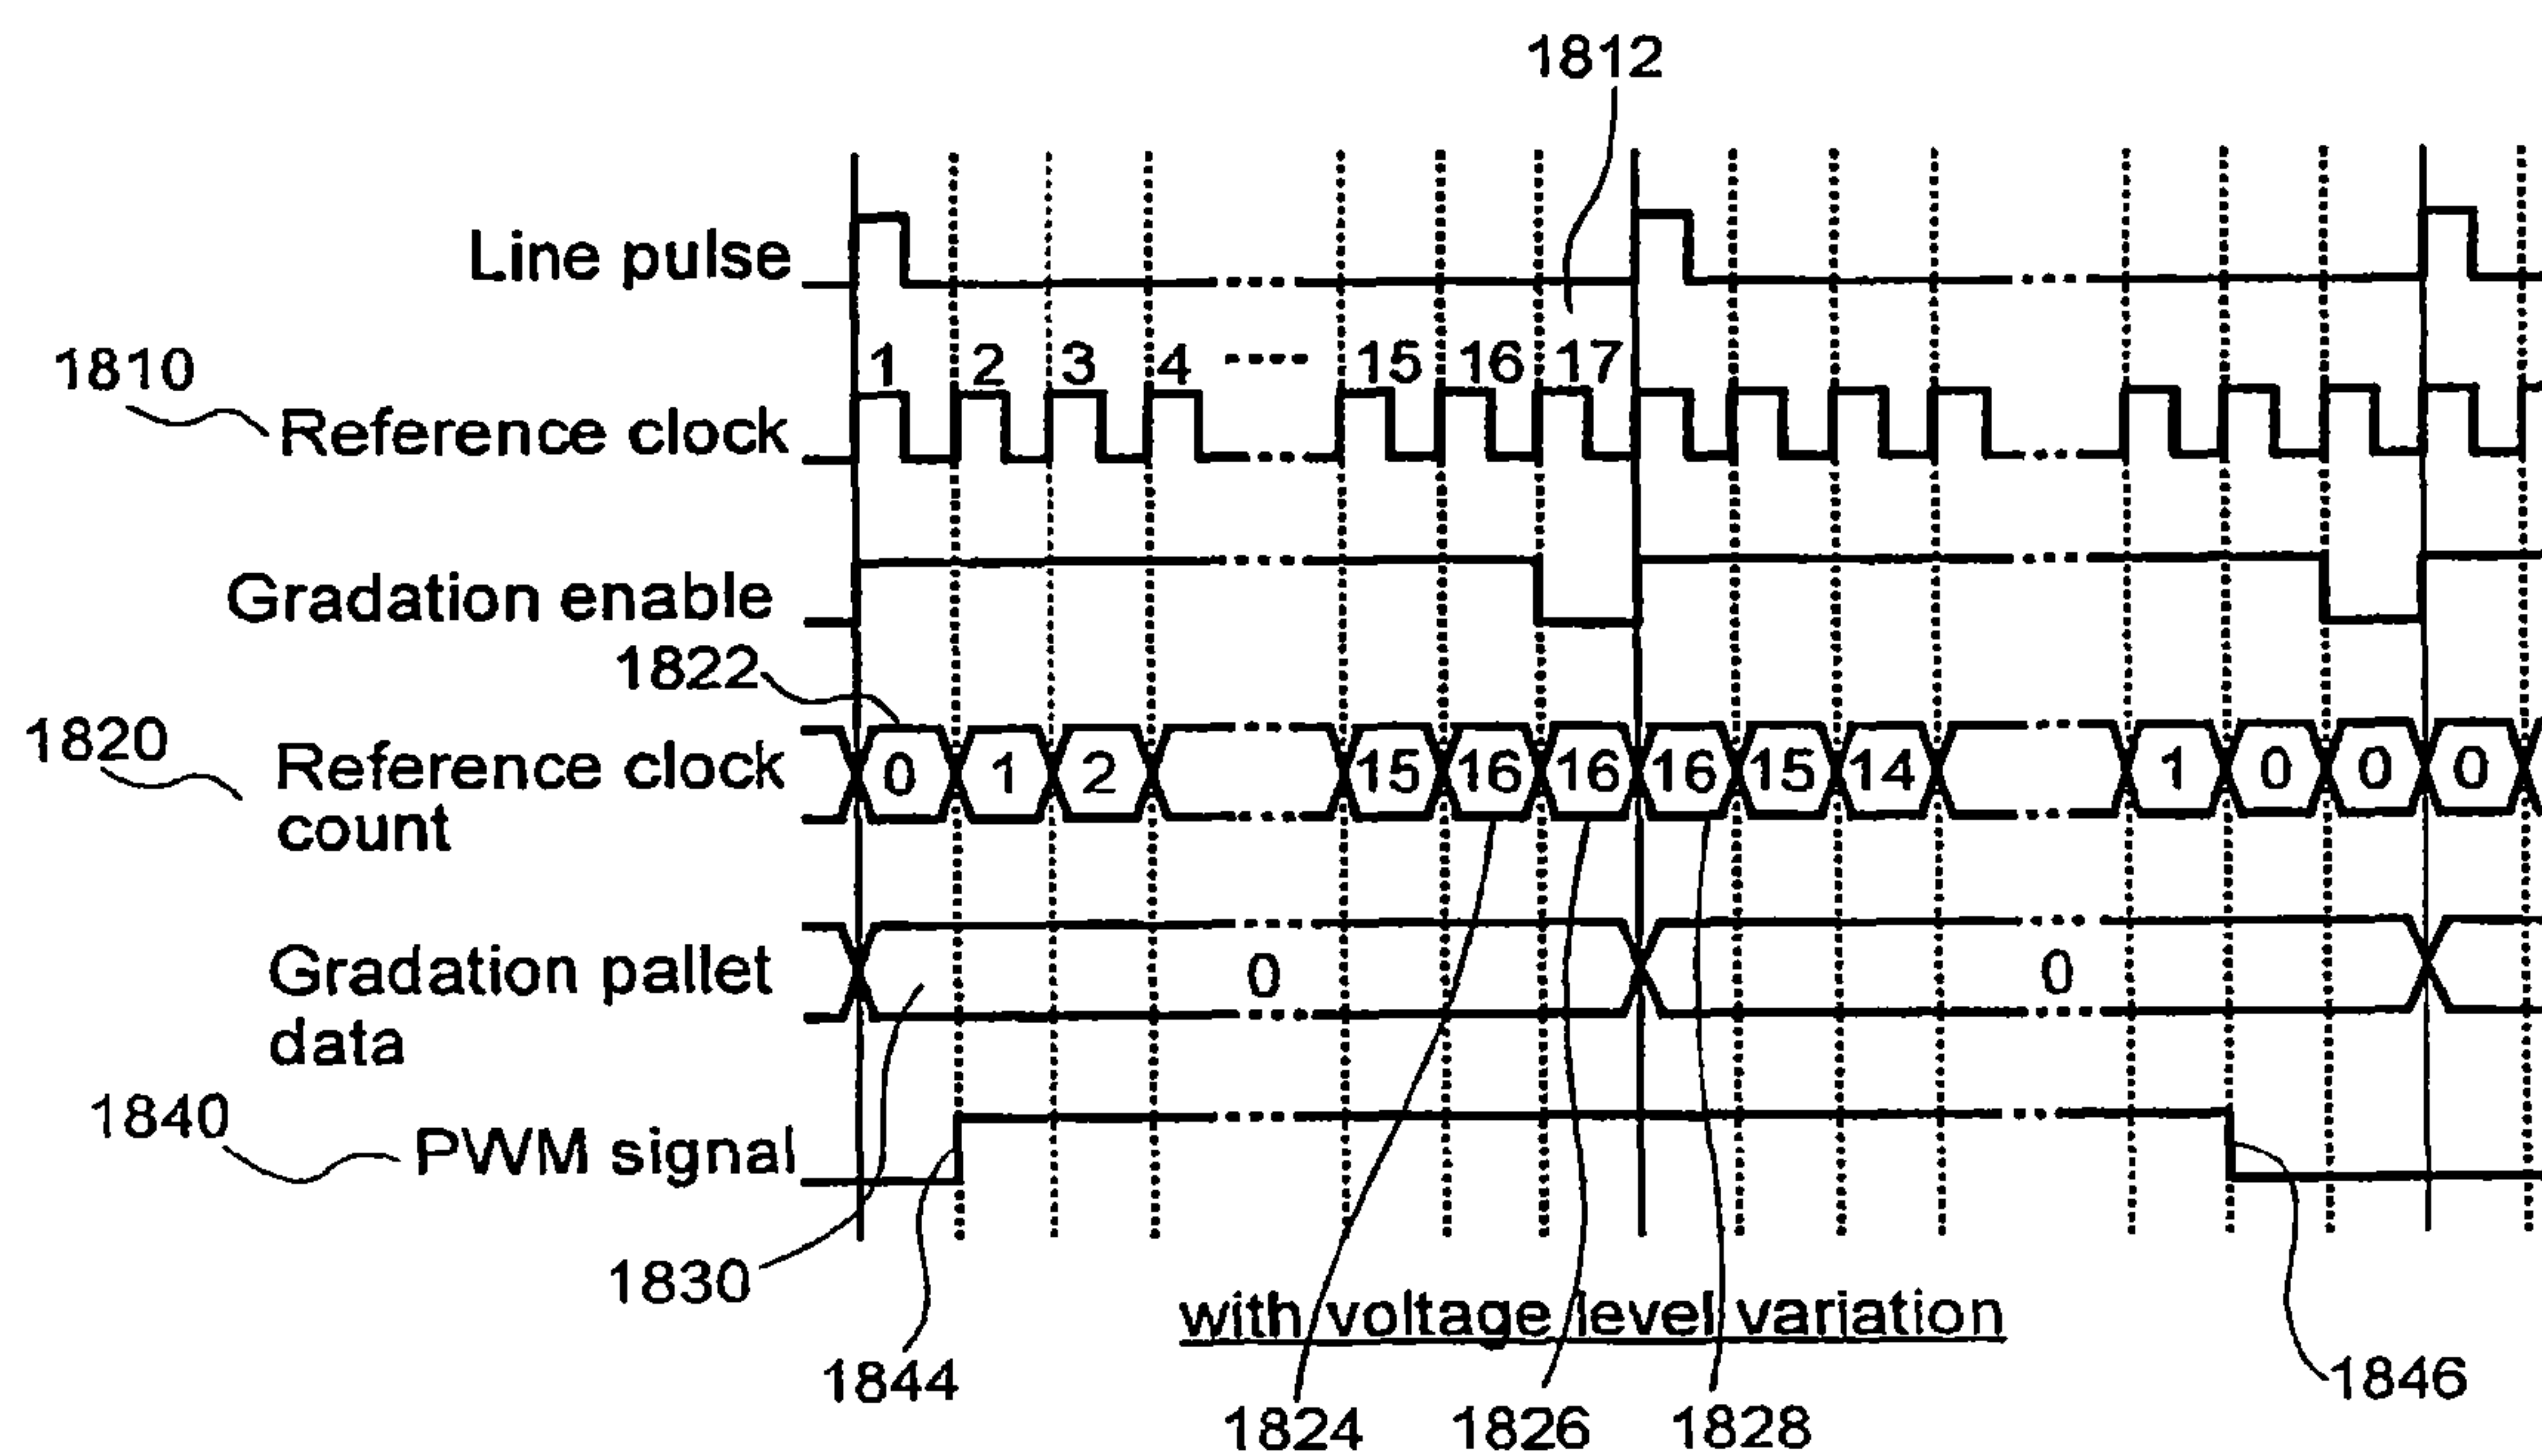 1812
Line pulse
1 2 3 4 15 16 17
1810
Reference clock
Gradation enable
1822
1820
Reference clock
count
0 1 2 15 16 16 16 15 14 1 0 0 0
Gradation pallet
data
0 0
1840
PWM signal
1830
with voltage level variation
1844
1846
1824 1826 1828